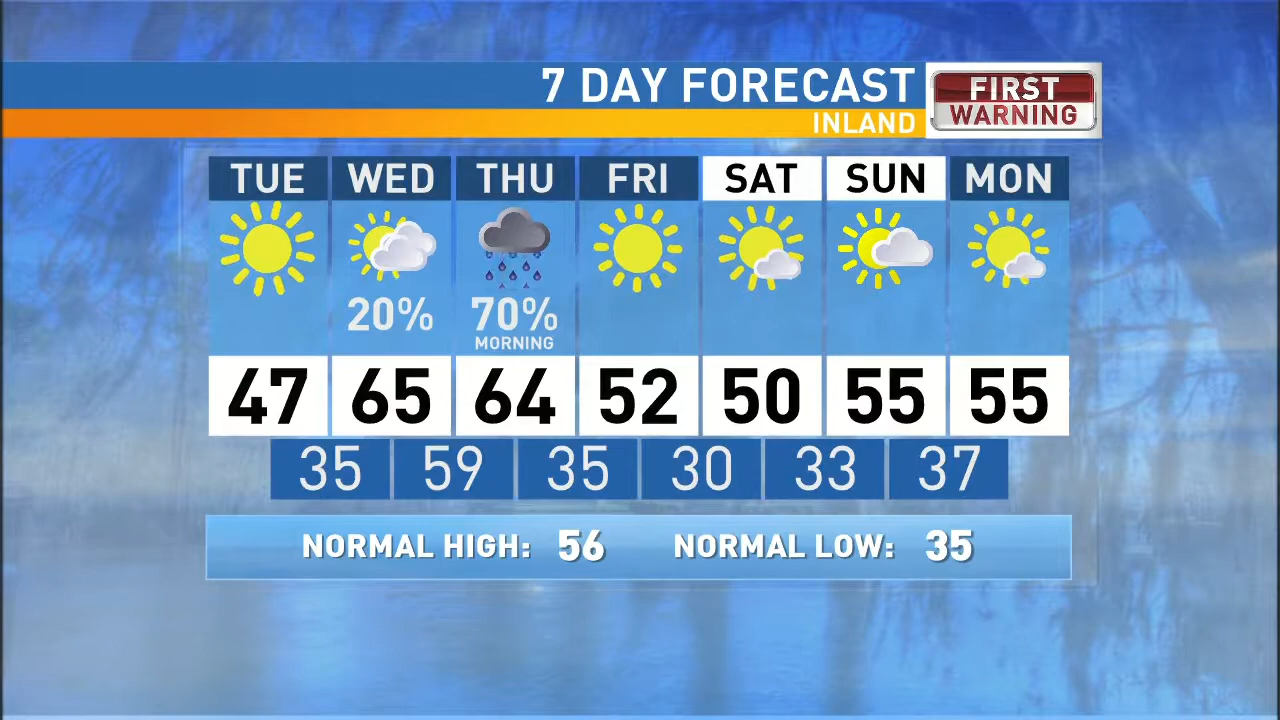 7 DAY FORECAST
INLAND
FIRST
WARNING
TUE WED THU FRI SAT SUN MON
20% 70%
MORNING
47 65 64 52 50 55 55
35 59 35 30 33 37
NORMAL HIGH: 56 NORMAL LOW: 35